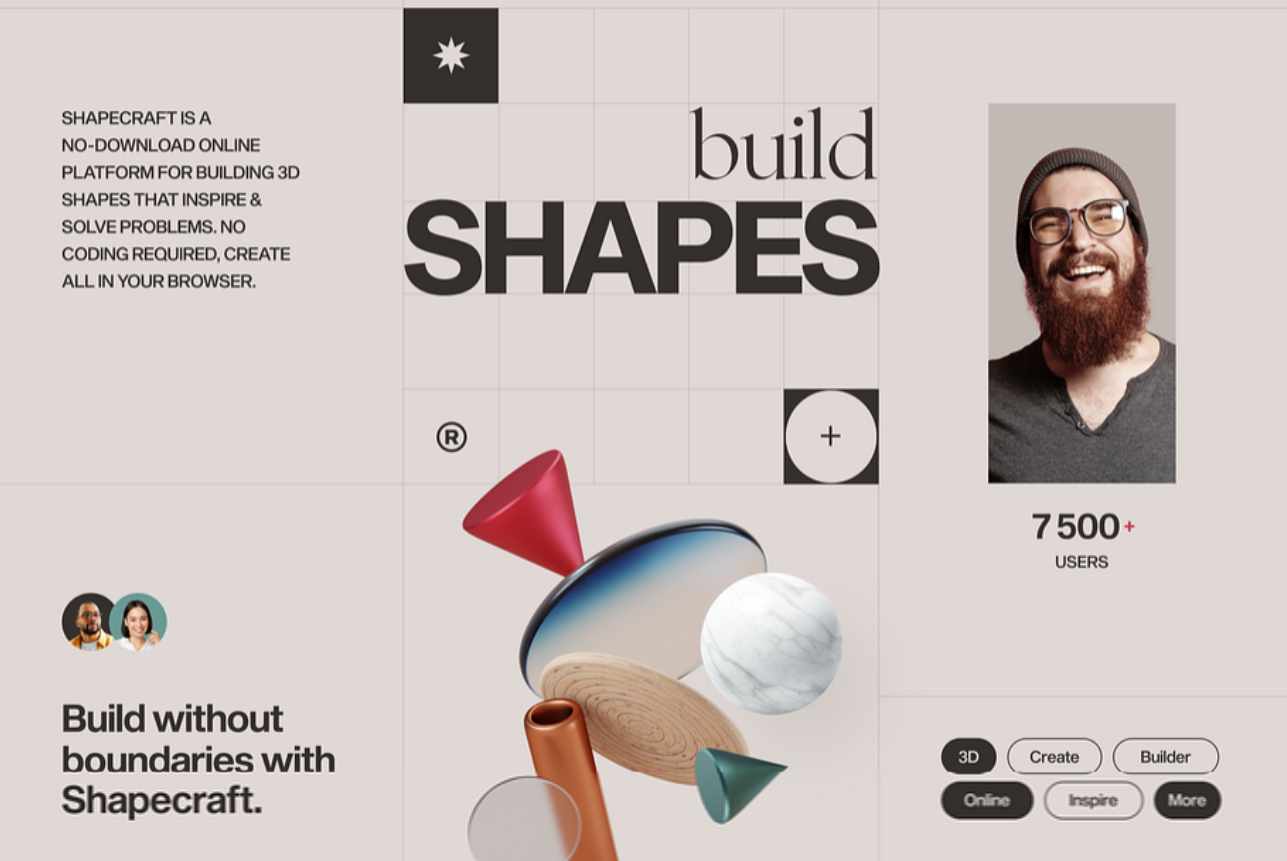 SHAPECRAFT IS A
NO-DOWNLOAD ONLINE
PLATFORM FOR BUILDING 3D
SHAPES THAT INSPIRE &
SOLVE PROBLEMS. NO
CODING REQUIRED, CREATE
ALL IN YOUR BROWSER.
build
SHAPES
®
+
7 500+
USERS
Build without
boundaries with
Shapecraft.
3D Create Builder
Online Inspire More